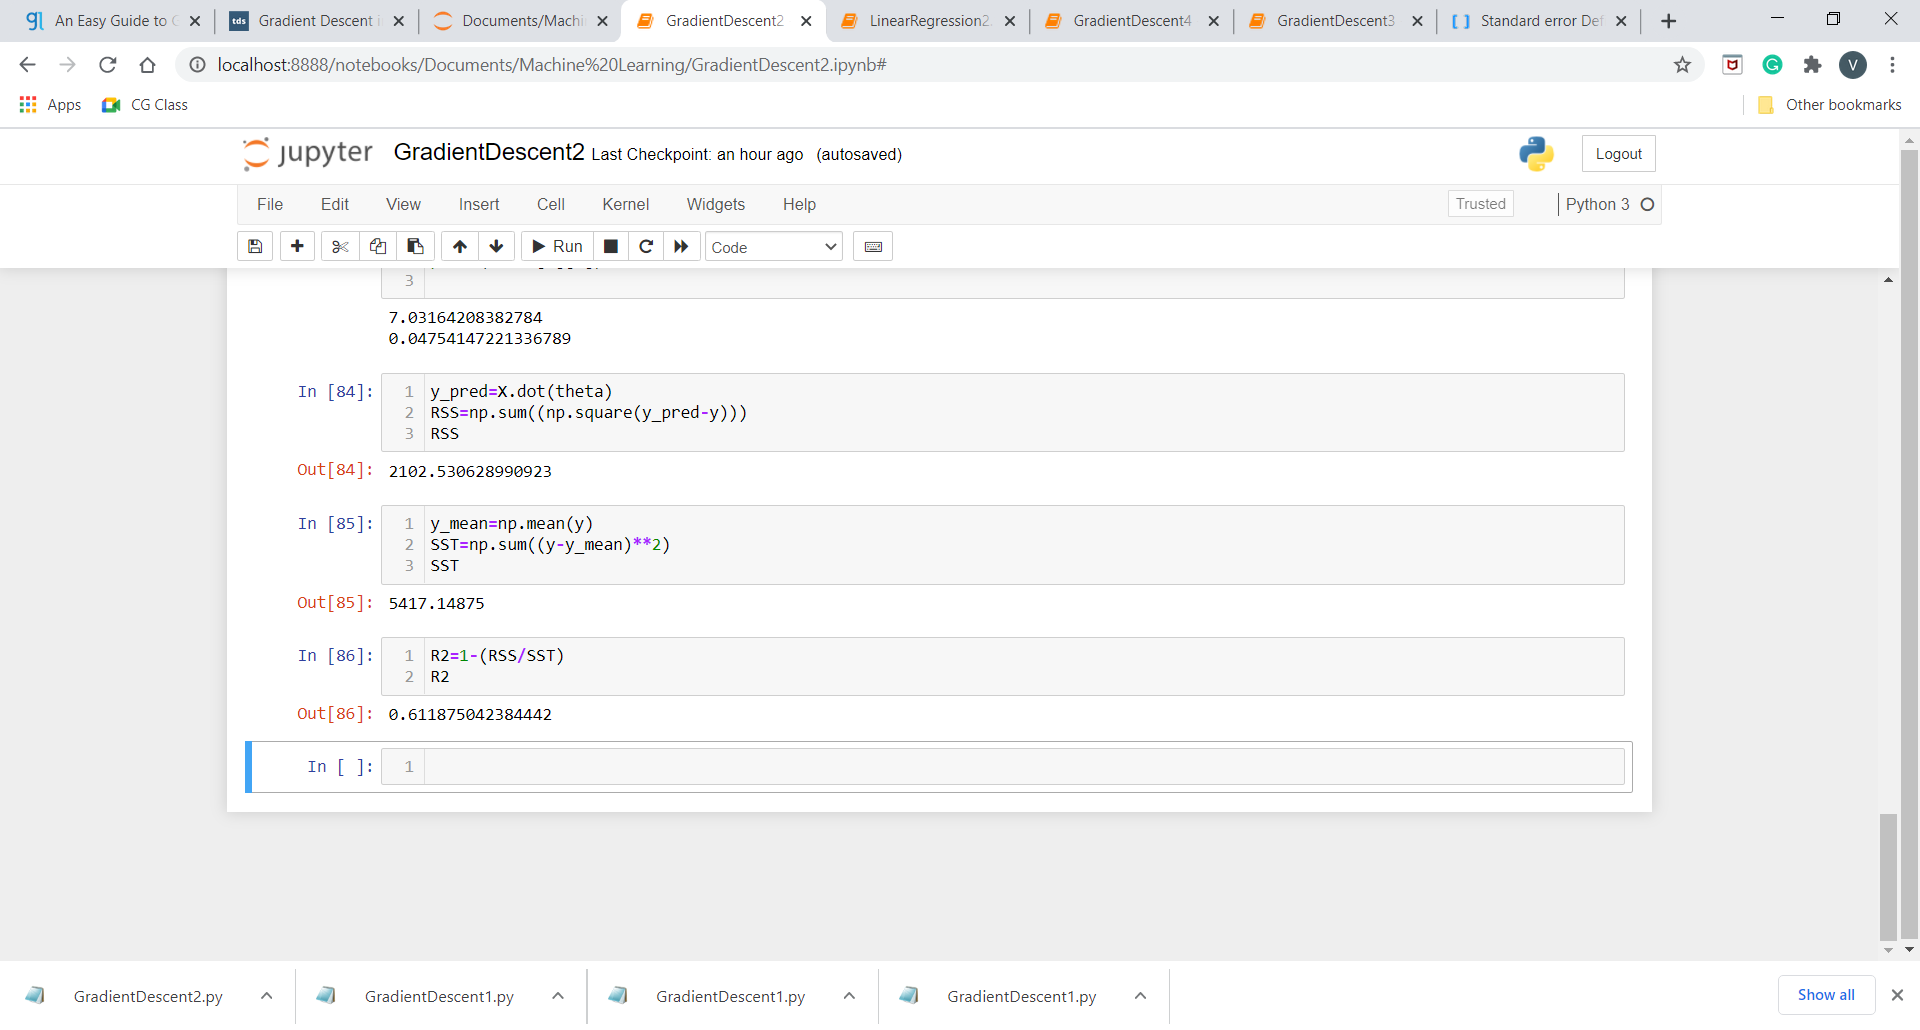 An Easy Guide to
tds Gradient Descent i
Documents/Machi
GradientDescent2
LinearRegression2.
GradientDescent4
GradientDescent3
Standard error Def
localhost:8888/notebooks/Documents/Machine%20Learning/GradientDescent2.ipynb#
V
Apps
CG Class
Other bookmarks
jupyter GradientDescent2 Last Checkpoint: an hour ago (autosaved)
Logout
File Edit View Insert Cell Kernel Widgets Help
Trusted
Python 3
Run
Code
3
7.03164208382784
0.04754147221336789
In [84]: 1 y_pred=X.dot(theta)
2 RSS=np.sum((np.square(y_pred-y)))
3 RSS
Out[84]: 2102.530628990923
In [85]: 1 y_mean=np.mean(y)
2 SST=np.sum((y-y_mean)**2)
3 SST
Out[85]: 5417.14875
In [86]: 1 R2=1-(RSS/SST)
2 R2
Out[86]: 0.611875042384442
In [ ]: 1
GradientDescent2.py
GradientDescent1.py
GradientDescent1.py
GradientDescent1.py
Show all